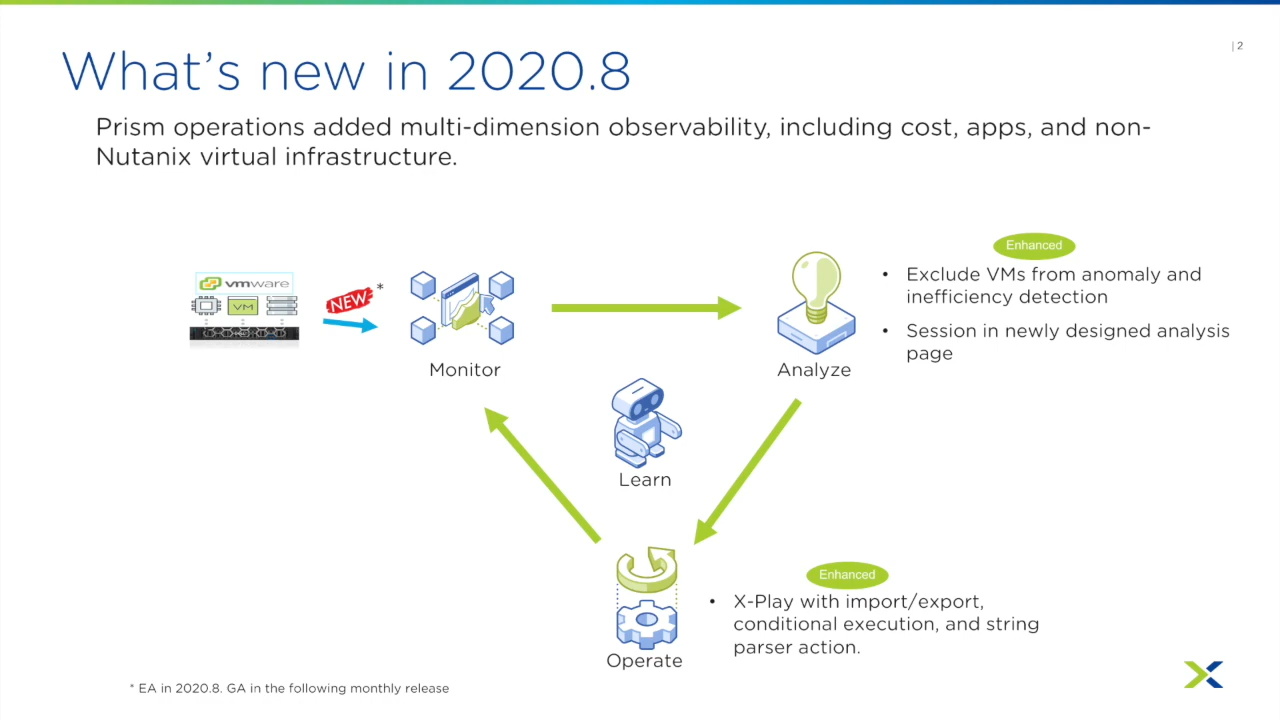 | 2
What's new in 2020.8
Prism operations added multi-dimension observability, including cost, apps, and non-
Nutanix virtual infrastructure.
vmware
VM
NEW
*
Monitor
Analyze
Enhanced
• Exclude VMs from anomaly and
inefficiency detection
• Session in newly designed analysis
page
Learn
Operate
Enhanced
• X-Play with import/export,
conditional execution, and string
parser action.
* EA in 2020.8. GA in the following monthly release